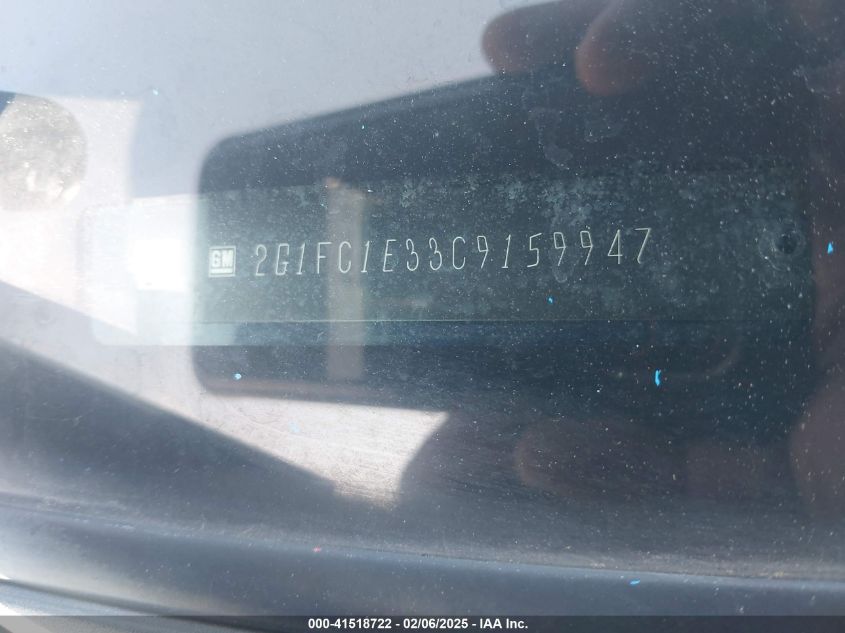 GM 2G1FC1E33C9159947
000-41518722 - 02/06/2025 - IAA Inc.